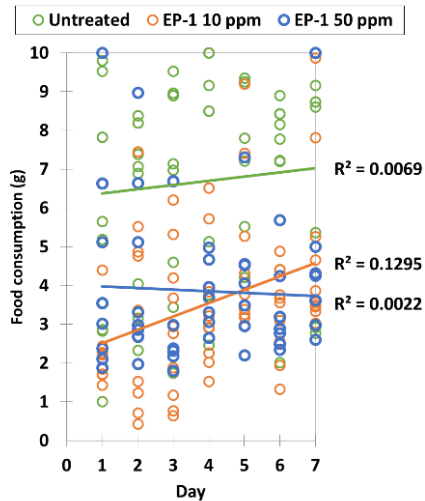 Untreated EP-1 10 ppm EP-1 50 ppm
10
9
8
7
6
5
4
3
2
1
0
Food consumption (g)
R² = 0.0069
R² = 0.1295
R² = 0.0022
0 1 2 3 4 5 6 7
Day